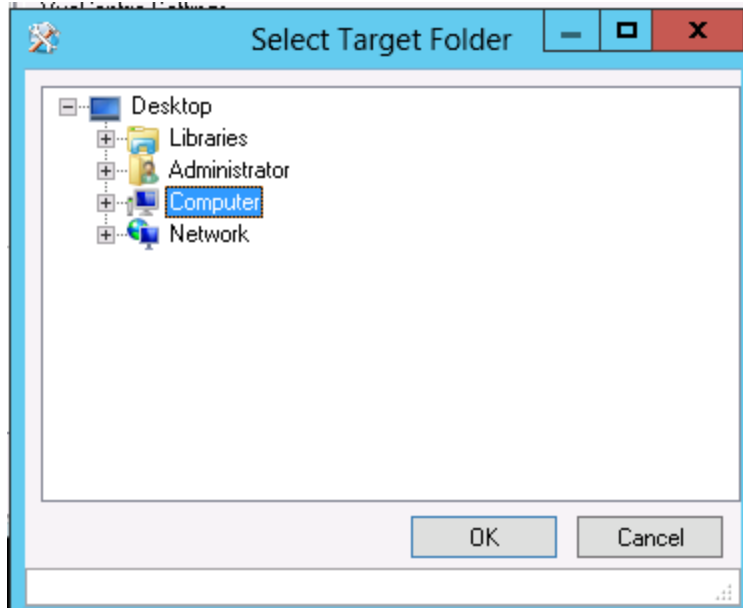 Select Target Folder
Desktop
Libraries
Administrator
Computer
Network
OK
Cancel